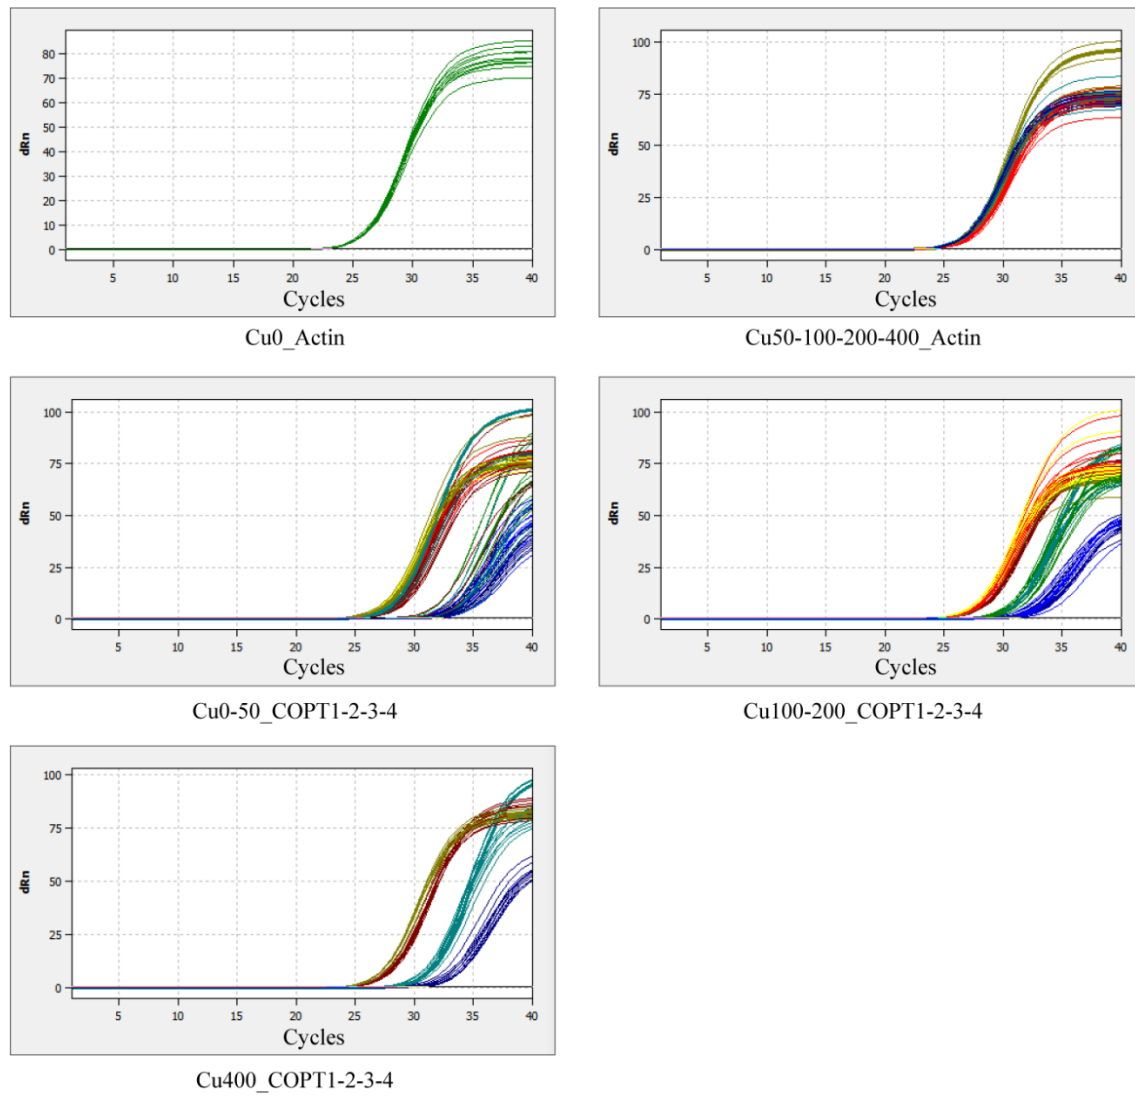 dRn
80
70
60
50
40
30
20
10
0
5 10 15 20 25 30 35 40
Cycles
Cu0_Actin
dRn
100
75
50
25
0
5 10 15 20 25 30 35 40
Cycles
Cu50-100-200-400_Actin
dRn
100
75
50
25
0
5 10 15 20 25 30 35 40
Cycles
Cu0-50_COPT1-2-3-4
dRn
100
75
50
25
0
5 10 15 20 25 30 35 40
Cycles
Cu100-200_COPT1-2-3-4
dRn
100
75
50
25
0
5 10 15 20 25 30 35 40
Cycles
Cu400_COPT1-2-3-4